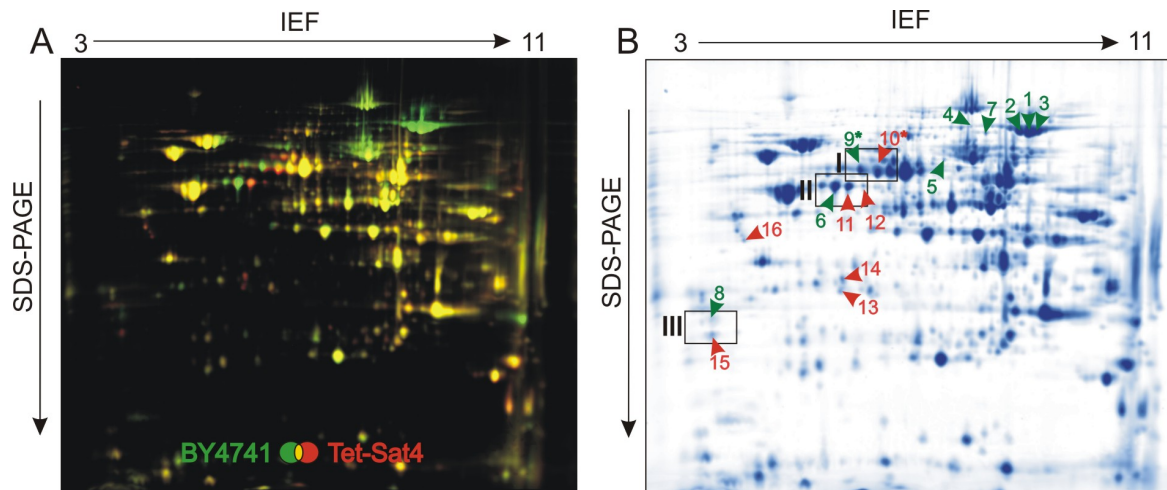 A
3
IEF
11
SDS-PAGE
BY4741 Tet-Sat4
B
3
IEF
11
SDS-PAGE
4
7
2
1
3
9*
10*
I
5
II
6
11
12
16
14
13
8
III
15